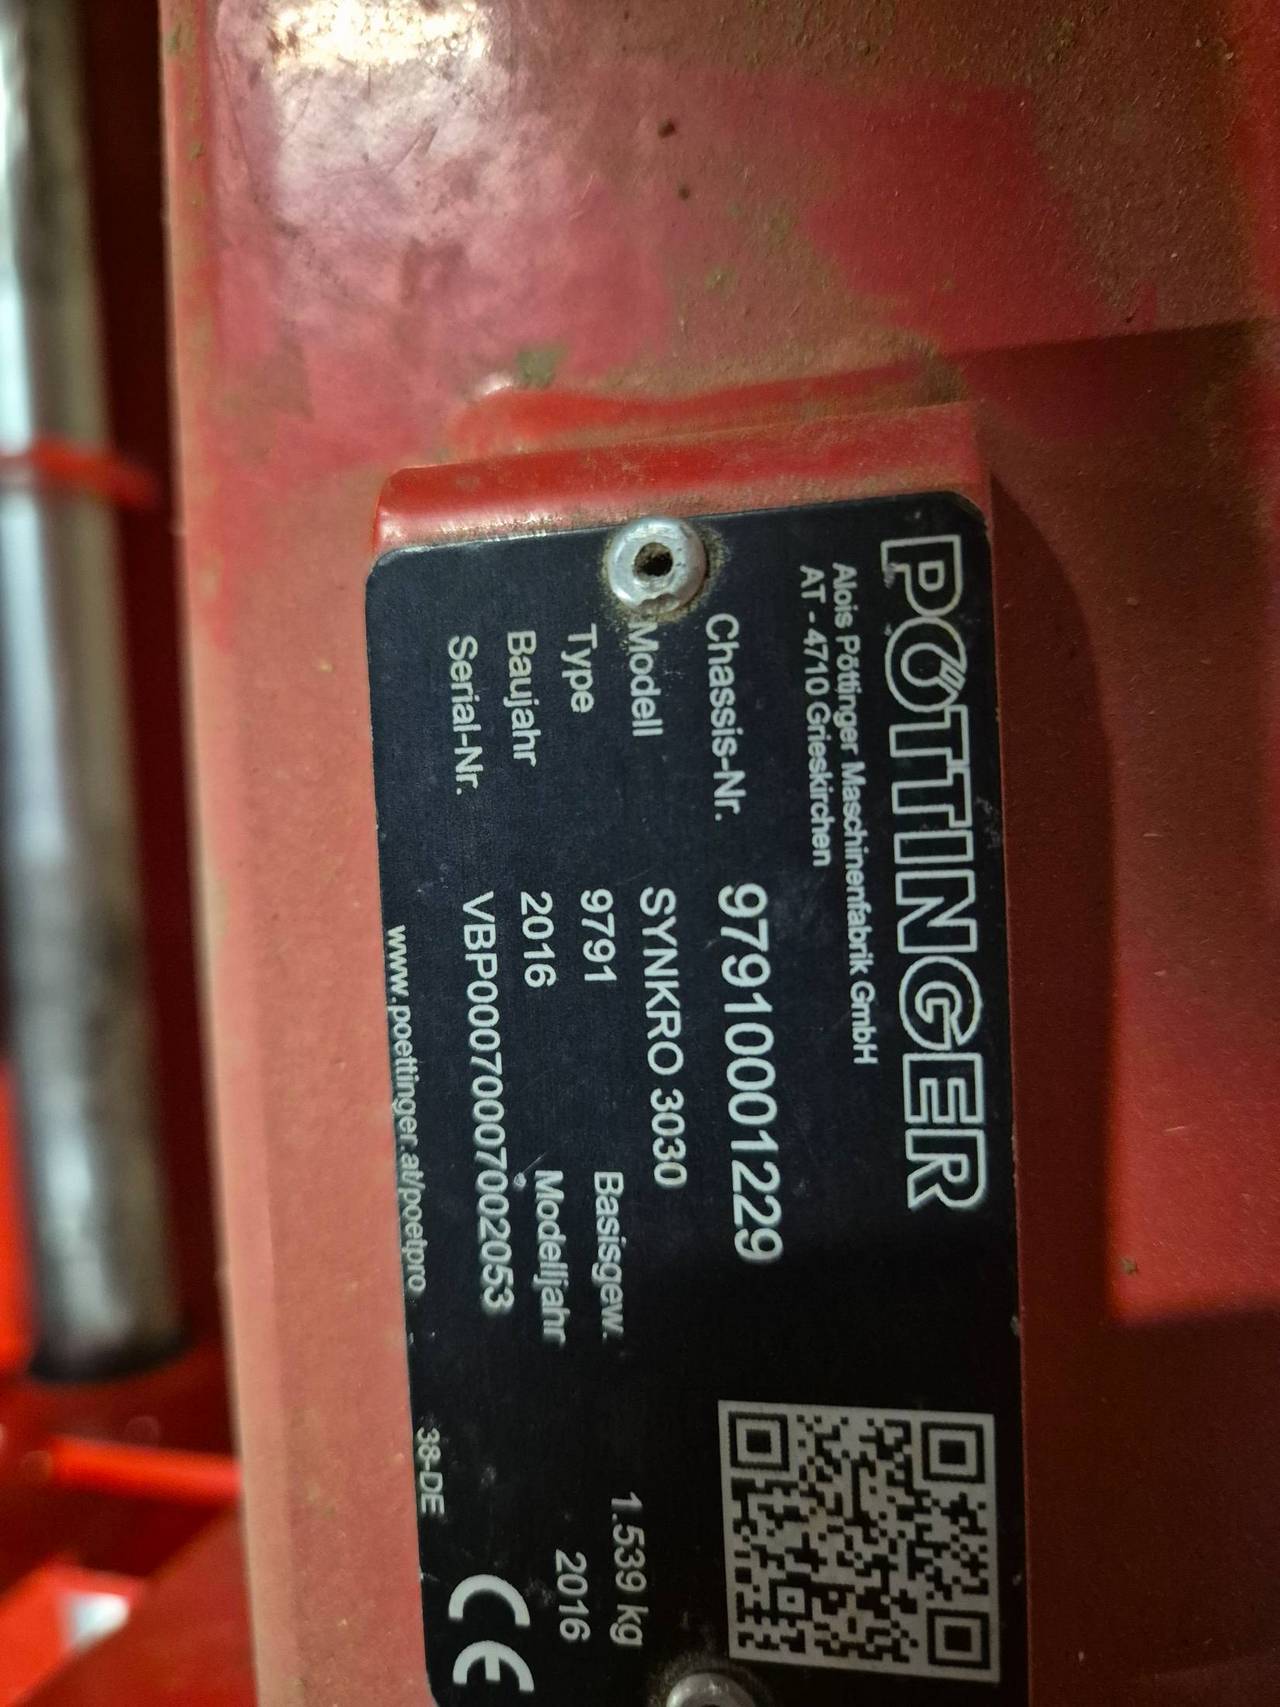 PÖTTINGER
Alois Pöttinger Maschinenfabrik GmbH
AT - 4710 Grieskirchen
Chassis-Nr. 97910001229
Modell SYNKRO 3030
Type 9791 Basisgew. 1.539 kg
Baujahr 2016 Modelljahr 2016
Serial-Nr. VBP00070007002053
www.poettinger.at/poetpro 38-DE
CE